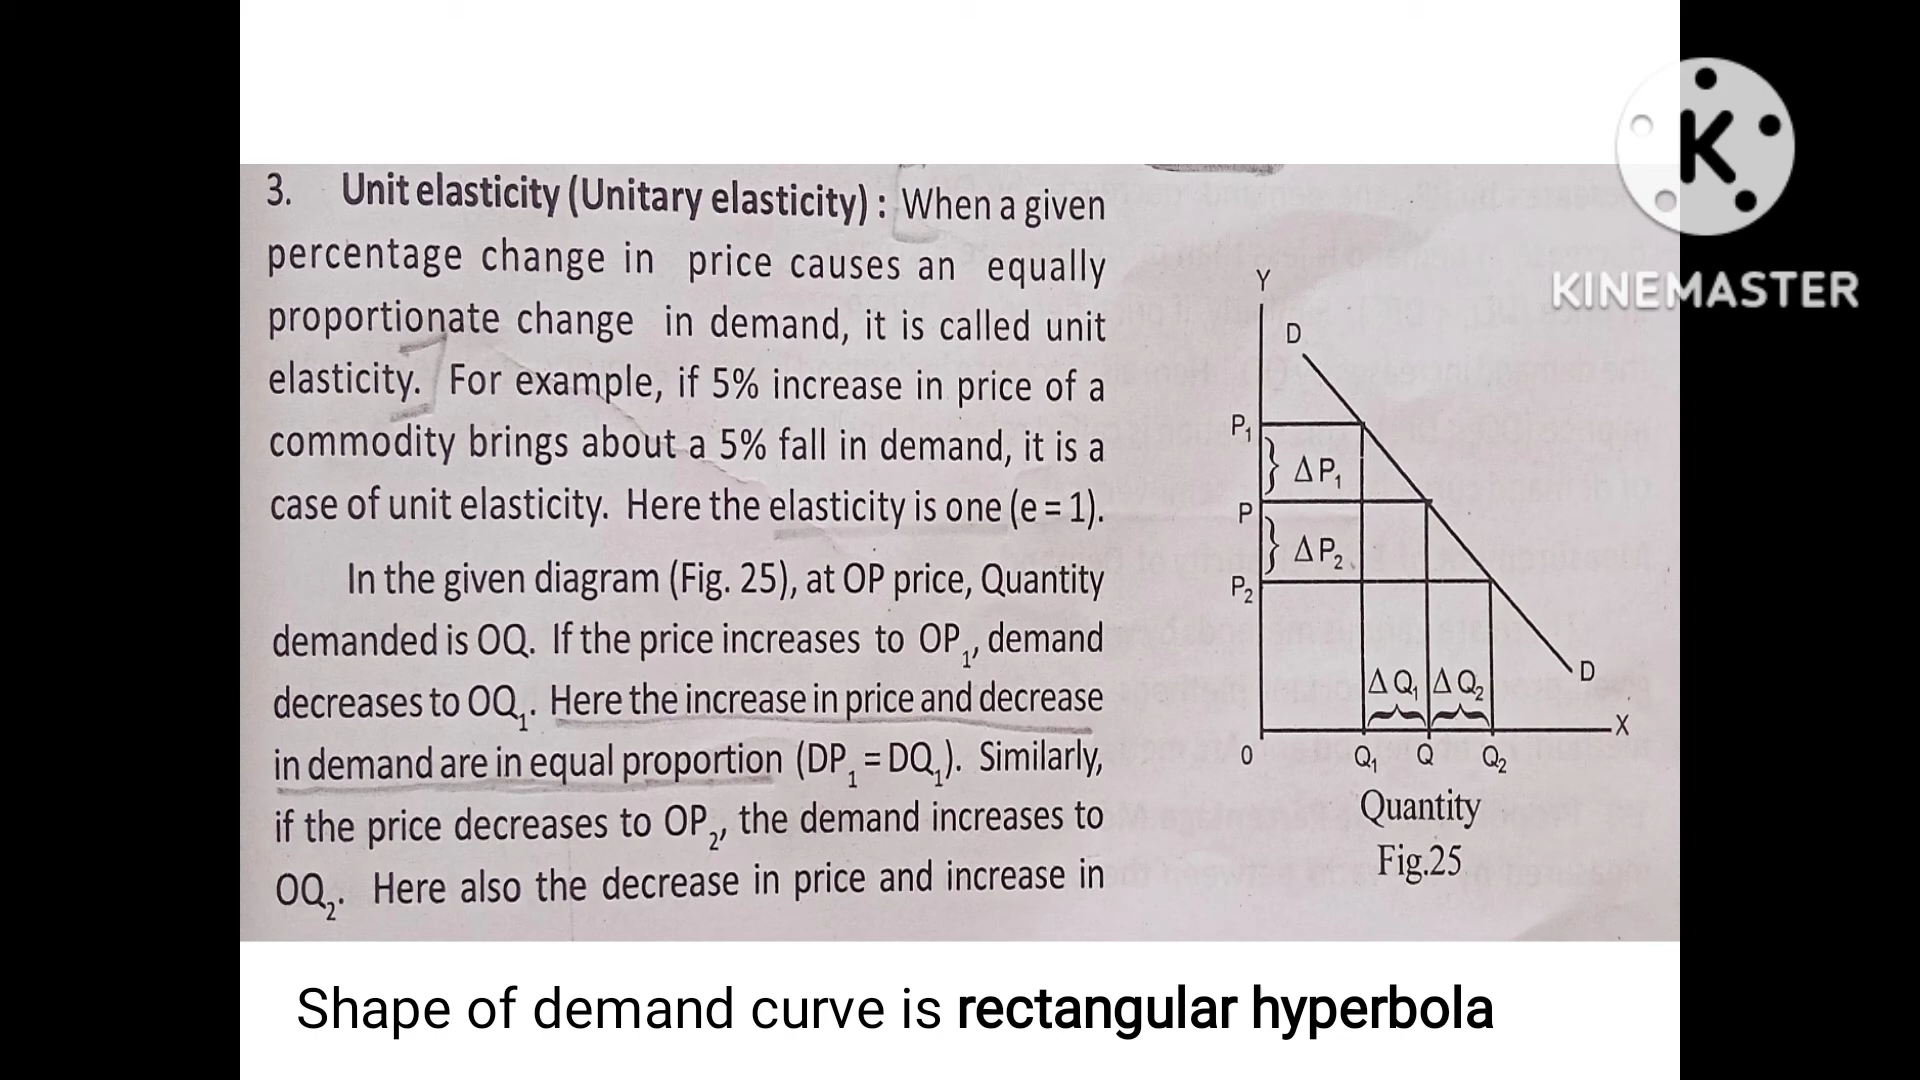 3. Unit elasticity (Unitary elasticity) : When a given
percentage change in price causes an equally
proportionate change in demand, it is called unit
elasticity. For example, if 5% increase in price of a
commodity brings about a 5% fall in demand, it is a
case of unit elasticity. Here the elasticity is one (e = 1).
In the given diagram (Fig. 25), at OP price, Quantity
demanded is OQ. If the price increases to OP₁, demand
decreases to OQ₁. Here the increase in price and decrease
in demand are in equal proportion (DP₁ = DQ₁). Similarly,
if the price decreases to OP₂, the demand increases to
OQ₂. Here also the decrease in price and increase in
Y
D
P₁
ΔP₁
P
ΔP₂
P₂
ΔQ₁ ΔQ₂
D
X
0 Q₁ Q Q₂
Quantity
Fig.25
K
KINEMASTER
Shape of demand curve is rectangular hyperbola